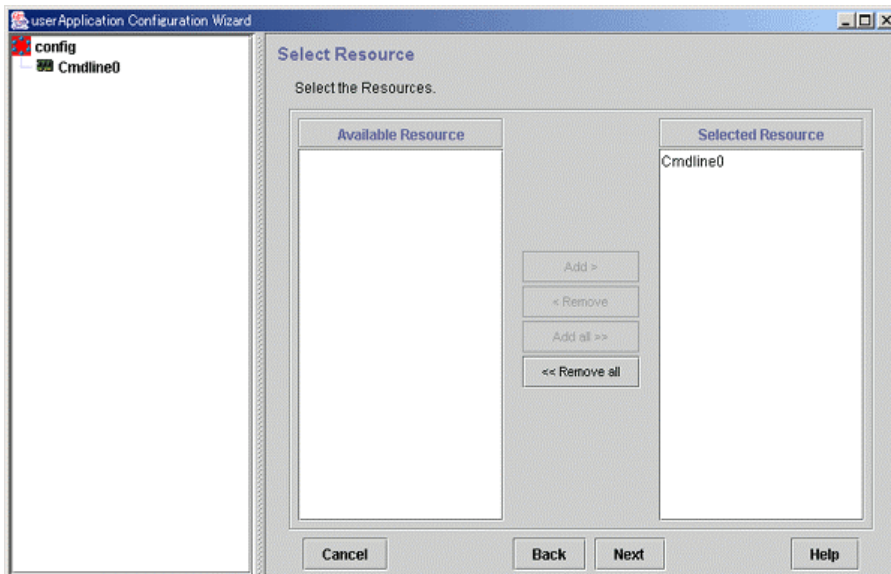 userApplication Configuration Wizard
config
Cmdline0
Select Resource
Select the Resources.
Available Resource
Selected Resource
Cmdline0
Add >
< Remove
Add all >>
<< Remove all
Cancel
Back
Next
Help